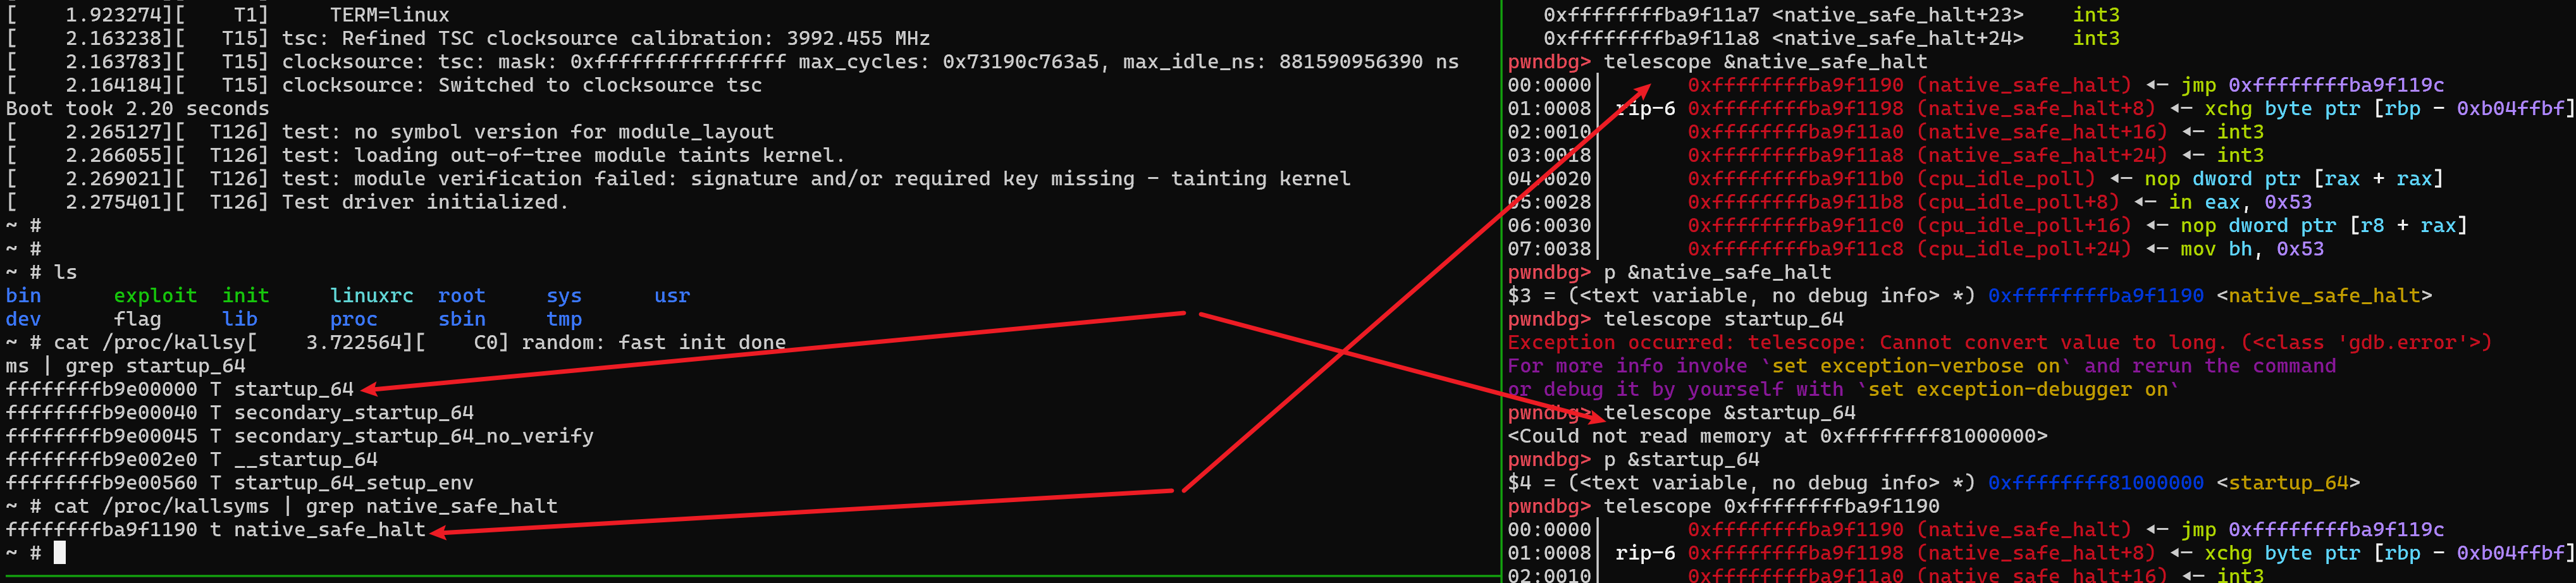 [    1.923274][    T1]     TERM=linux
[    2.163238][   T15] tsc: Refined TSC clocksource calibration: 3992.455 MHz
[    2.163783][   T15] clocksource: tsc: mask: 0xffffffffffffffff max_cycles: 0x73190c763a5, max_idle_ns: 881590956390 ns
[    2.164184][   T15] clocksource: Switched to clocksource tsc
Boot took 2.20 seconds
[    2.265127][  T126] test: no symbol version for module_layout
[    2.266055][  T126] test: loading out-of-tree module taints kernel.
[    2.269021][  T126] test: module verification failed: signature and/or required key missing - tainting kernel
[    2.275401][  T126] Test driver initialized.
~ #
~ #
~ # ls
bin      exploit  init     linuxrc  root     sys      usr
dev      flag     lib      proc     sbin     tmp
~ # cat /proc/kallsy[    3.722564][    C0] random: fast init done
ms | grep startup_64
ffffffffb9e00000 T startup_64
ffffffffb9e00040 T secondary_startup_64
ffffffffb9e00045 T secondary_startup_64_no_verify
ffffffffb9e002e0 T __startup_64
ffffffffb9e00560 T startup_64_setup_env
~ # cat /proc/kallsyms | grep native_safe_halt
ffffffffba9f1190 t native_safe_halt
~ #
0xffffffffba9f11a7 <native_safe_halt+23>    int3
0xffffffffba9f11a8 <native_safe_halt+24>    int3
pwndbg> telescope &native_safe_halt
00:0000│       0xffffffffba9f1190 (native_safe_halt) ◂— jmp 0xffffffffba9f119c
01:0008│ rip-6 0xffffffffba9f1198 (native_safe_halt+8) ◂— xchg byte ptr [rbp - 0xb04ffbf]
02:0010│       0xffffffffba9f11a0 (native_safe_halt+16) ◂— int3
03:0018│       0xffffffffba9f11a8 (native_safe_halt+24) ◂— int3
04:0020│       0xffffffffba9f11b0 (cpu_idle_poll) ◂— nop dword ptr [rax + rax]
05:0028│       0xffffffffba9f11b8 (cpu_idle_poll+8) ◂— in eax, 0x53
06:0030│       0xffffffffba9f11c0 (cpu_idle_poll+16) ◂— nop dword ptr [r8 + rax]
07:0038│       0xffffffffba9f11c8 (cpu_idle_poll+24) ◂— mov bh, 0x53
pwndbg> p &native_safe_halt
$3 = (<text variable, no debug info> *) 0xffffffffba9f1190 <native_safe_halt>
pwndbg> telescope startup_64
Exception occurred: telescope: Cannot convert value to long. (<class 'gdb.error'>)
For more info invoke `set exception-verbose on` and rerun the command
or debug it by yourself with `set exception-debugger on`
pwndbg> telescope &startup_64
<Could not read memory at 0xffffffff81000000>
pwndbg> p &startup_64
$4 = (<text variable, no debug info> *) 0xffffffff81000000 <startup_64>
pwndbg> telescope 0xffffffffba9f1190
00:0000│       0xffffffffba9f1190 (native_safe_halt) ◂— jmp 0xffffffffba9f119c
01:0008│ rip-6 0xffffffffba9f1198 (native_safe_halt+8) ◂— xchg byte ptr [rbp - 0xb04ffbf]
02:0010│       0xffffffffba9f11a0 (native_safe_halt+16) ◂— int3